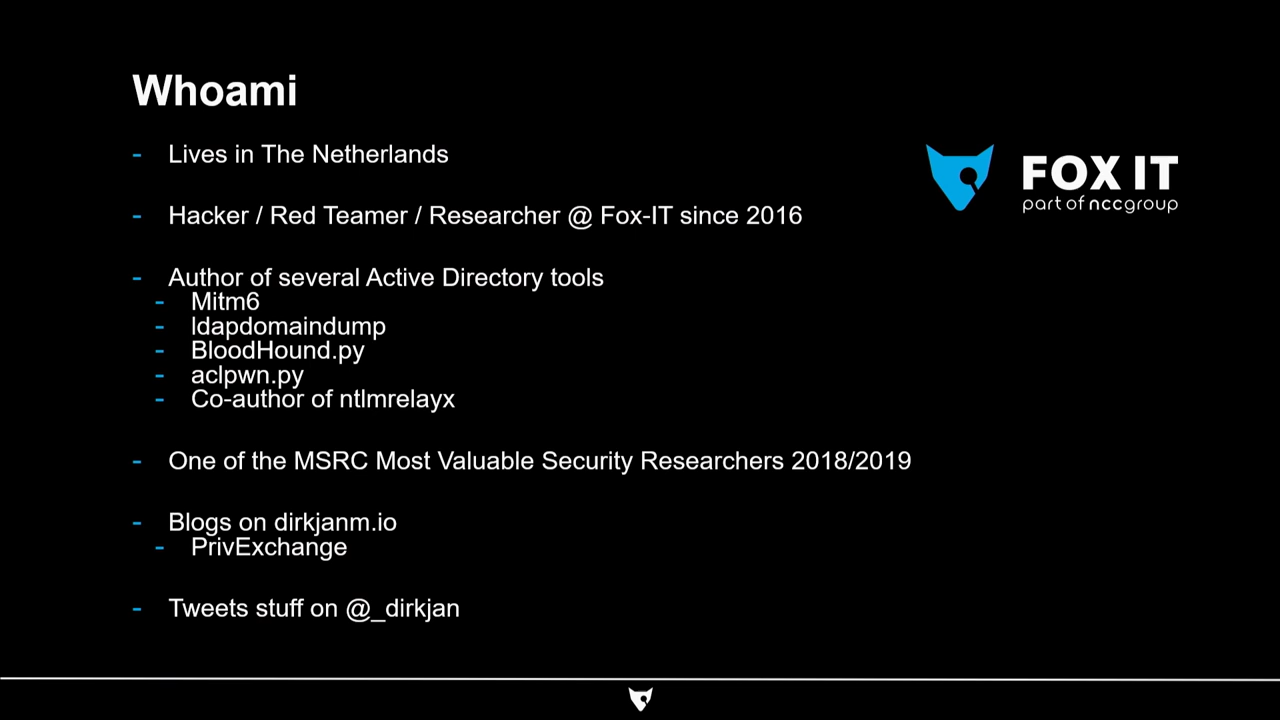 Whoami
- Lives in The Netherlands
- Hacker / Red Teamer / Researcher @ Fox-IT since 2016
- Author of several Active Directory tools
- Mitm6
- ldapdomaindump
- BloodHound.py
- aclpwn.py
- Co-author of ntlmrelayx
- One of the MSRC Most Valuable Security Researchers 2018/2019
- Blogs on dirkjanm.io
- PrivExchange
- Tweets stuff on @_dirkjan
FOX IT
part of nccgroup